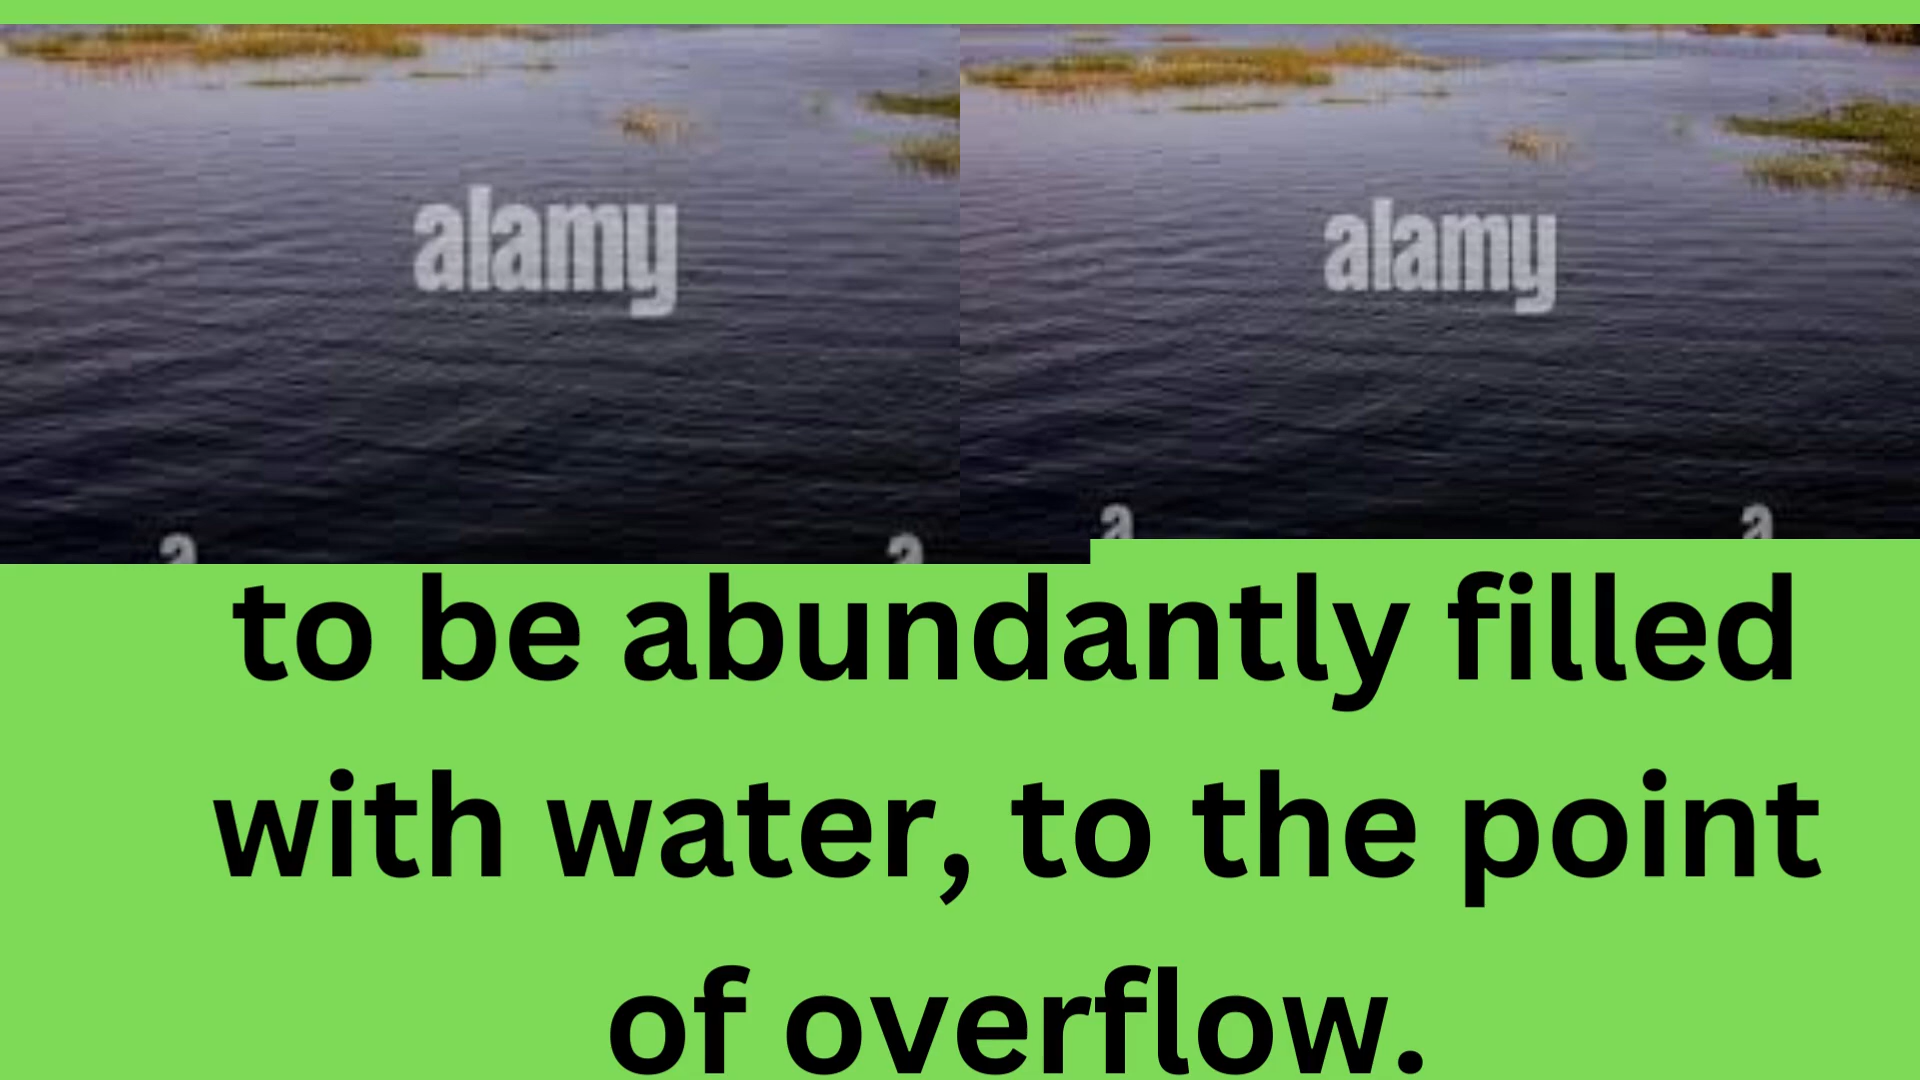 alamy alamy
a a a a
to be abundantly filled
with water, to the point
of overflow.